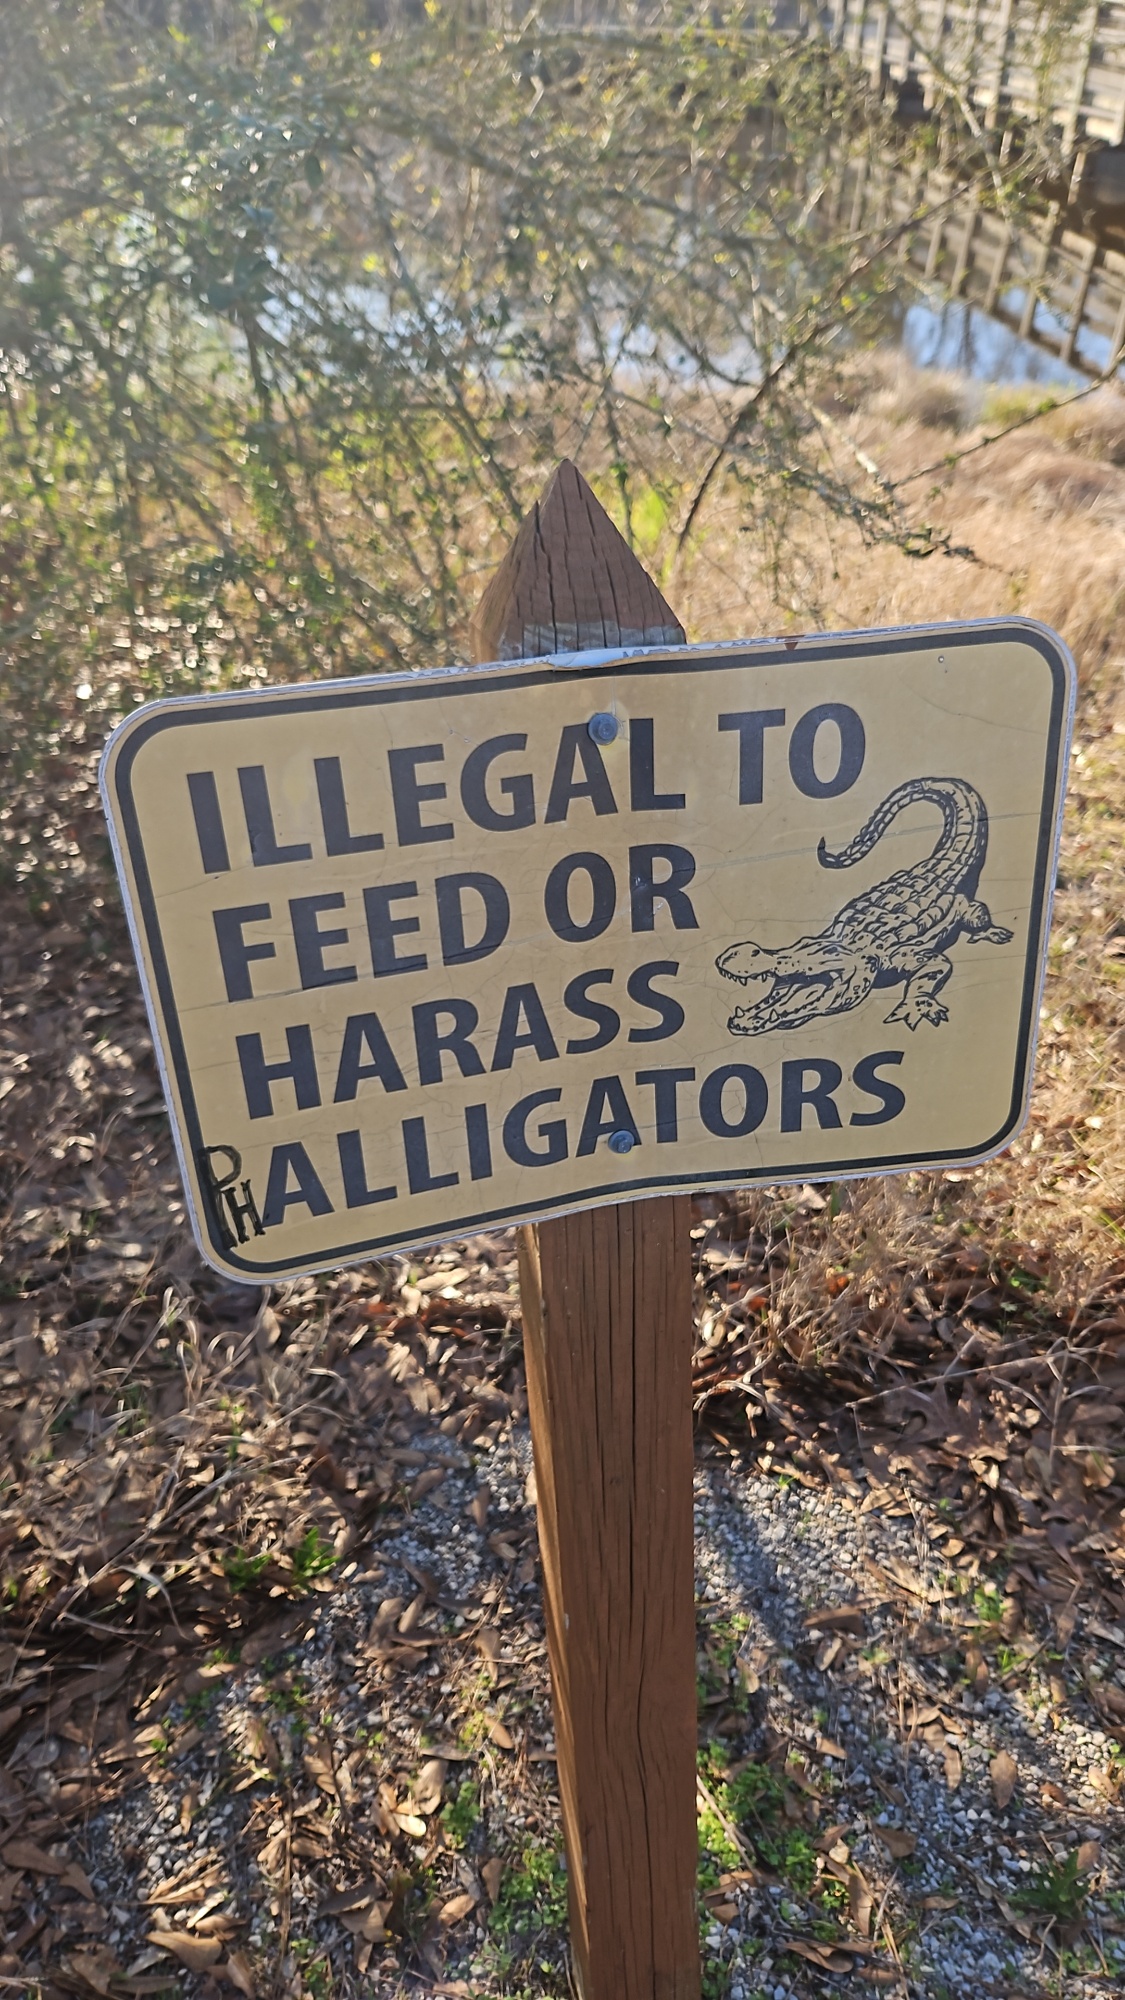 ILLEGAL TO
FEED OR
HARASS
ALLIGATORS